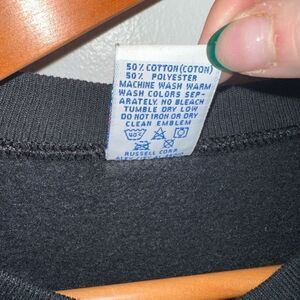 50% COTTON(COTON)
50% POLYESTER
MACHINE WASH WARM
WASH COLORS SEP-
ARATELY. NO BLEACH
TUMBLE DRY LOW
DO NOT IRON OR DRY
CLEAN EMBLEM
40°
RUSSELL CORP.